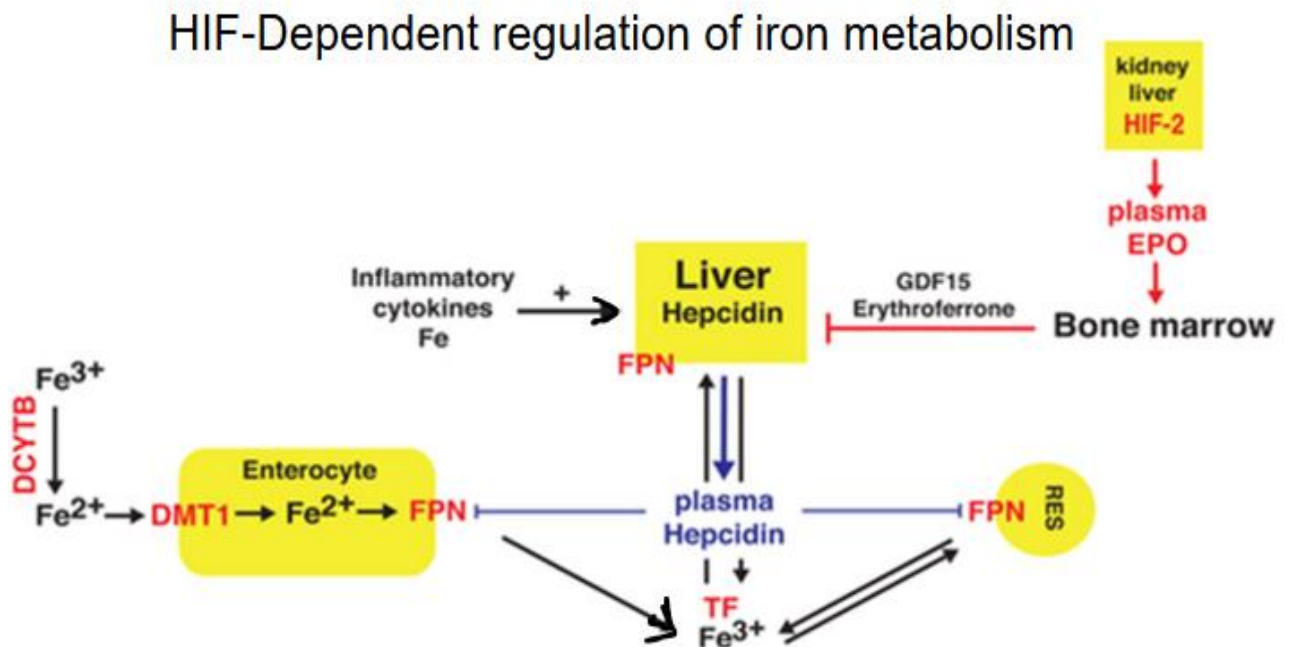 HIF-Dependent regulation of iron metabolism
kidney
liver
HIF-2
plasma
EPO
Inflammatory
cytokines
Fe
+
Liver
Hepcidin
FPN
GDF15
Erythroferrone
Bone marrow
Fe3+
DCYTB
Fe2+
DMT1
Enterocyte
Fe2+
FPN
plasma
Hepcidin
FPN
RES
TF
Fe3+